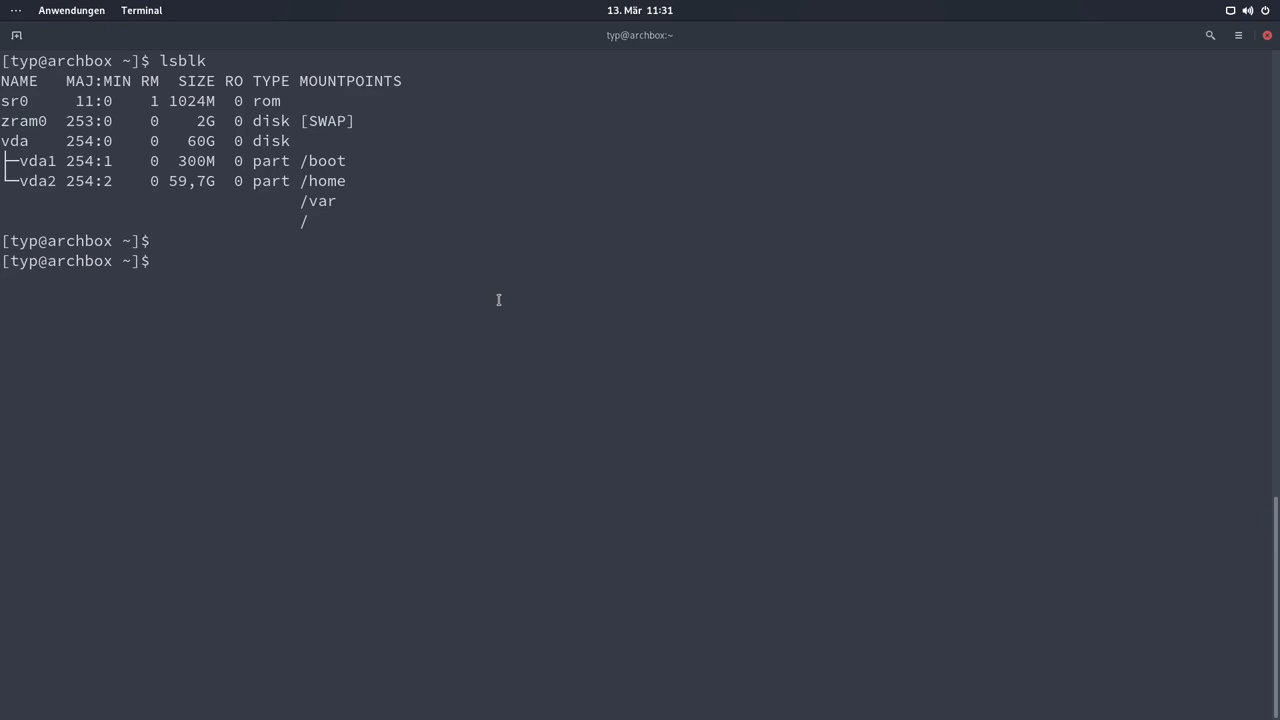 ··· Anwendungen Terminal 13. Mär 11:31
typ@archbox:~
[typ@archbox ~]$ lsblk
NAME   MAJ:MIN RM  SIZE RO TYPE MOUNTPOINTS
sr0     11:0    1 1024M  0 rom
zram0  253:0    0    2G  0 disk [SWAP]
vda    254:0    0   60G  0 disk
├─vda1 254:1    0  300M  0 part /boot
└─vda2 254:2    0 59,7G  0 part /home
                                /var
                                /
[typ@archbox ~]$
[typ@archbox ~]$